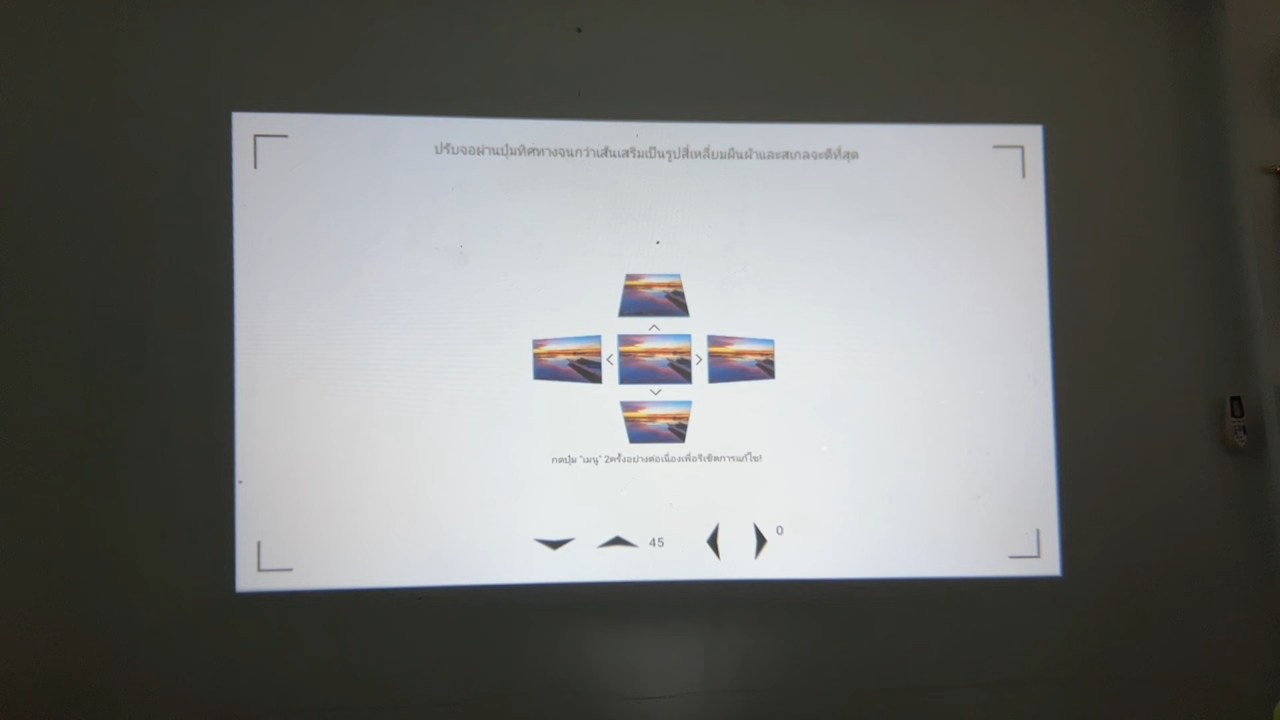 ปรับจอผ่านปุ่มทิศทางจนกว่าเส้นเสริมเป็นรูปสี่เหลี่ยมผืนผ้าและสเกลจะดีที่สุด
กดปุ่ม "เมนู" 2ครั้งอย่างต่อเนื่องเพื่อรีเซ็ตการแก้ไข!
45
0